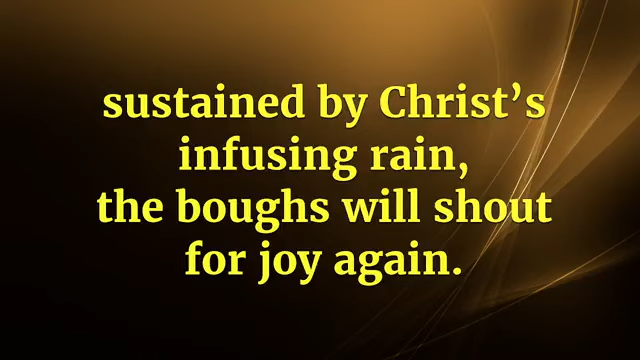 sustained by Christ’s
infusing rain,
the boughs will shout
for joy again.